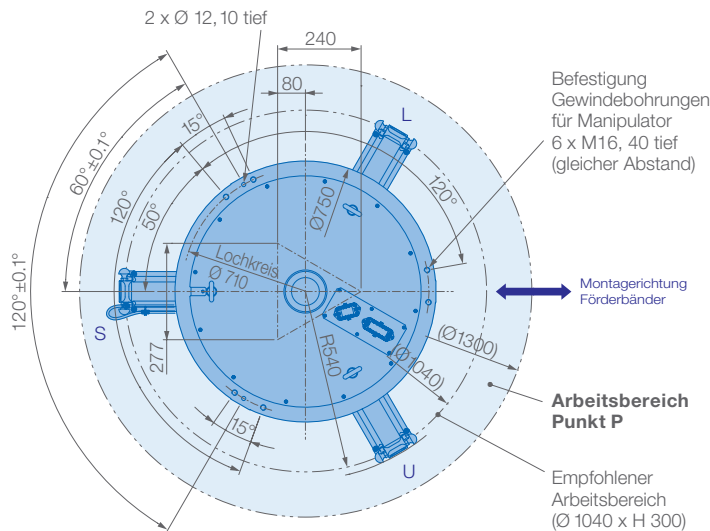 2 x Ø 12, 10 tief
240
80
Befestigung
Gewindebohrungen
für Manipulator
6 x M16, 40 tief
(gleicher Abstand)
L
15°
60°±0.1°
120°
50°
120°±0.1°
Ø750
120°
Lochkreis
Ø 710
Montagerichtung
Förderbänder
S
277
R540
(Ø1040)
(Ø1300)
Arbeitsbereich
Punkt P
15°
U
Empfohlener
Arbeitsbereich
(Ø 1040 x H 300)